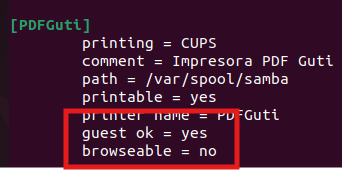 [PDFGuti]
printing = CUPS
comment = Impresora PDF Guti
path = /var/spool/samba
printable = yes
printer name = PDFGuti
guest ok = yes
browseable = no